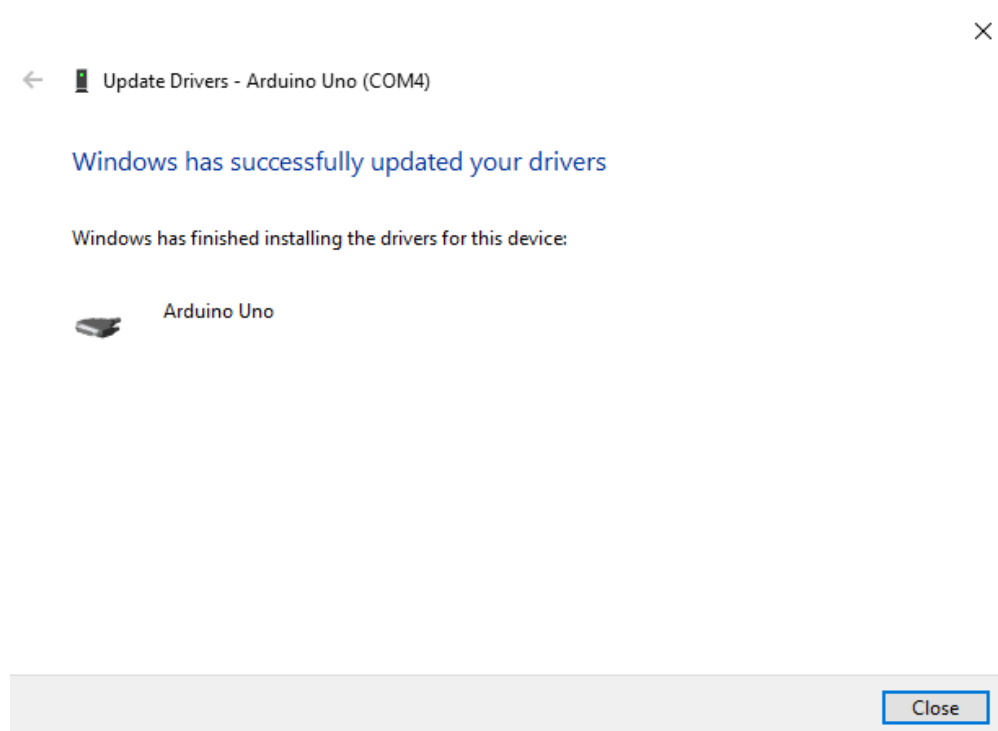 Update Drivers - Arduino Uno (COM4)
Windows has successfully updated your drivers
Windows has finished installing the drivers for this device:
Arduino Uno
Close